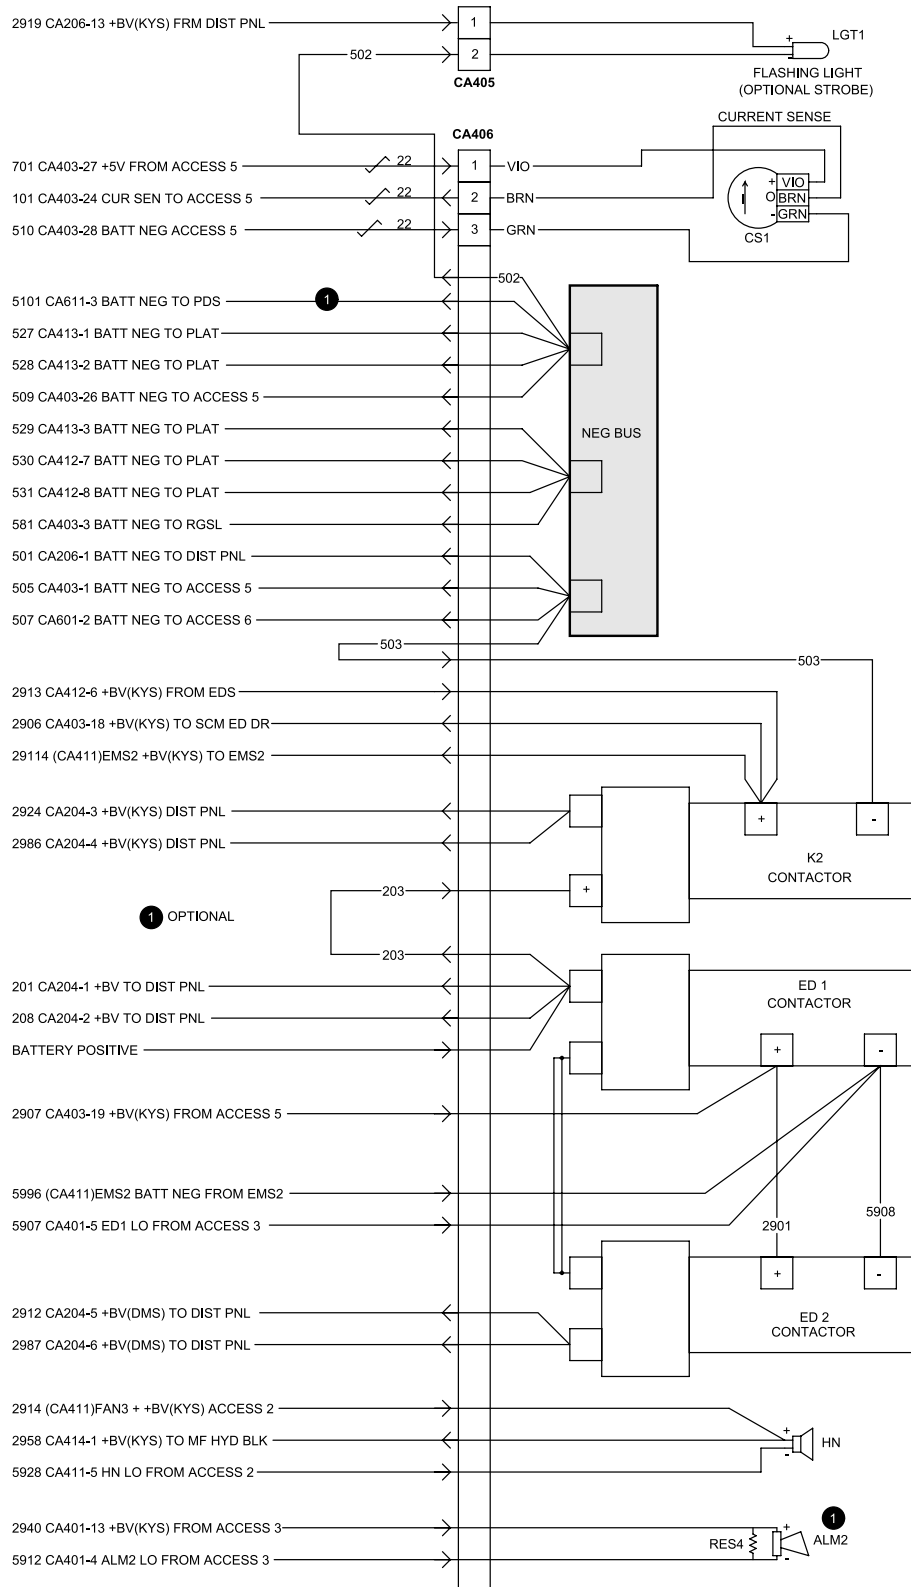 2919 CA206-13 +BV(KYS) FRM DIST PNL
1
+
LGT1
502
2
-
CA405
FLASHING LIGHT
(OPTIONAL STROBE)
CURRENT SENSE
CA406
701 CA403-27 +5V FROM ACCESS 5
22
1
VIO
+
VIO
101 CA403-24 CUR SEN TO ACCESS 5
22
2
BRN
O
BRN
I
510 CA403-28 BATT NEG ACCESS 5
22
3
GRN
-
GRN
CS1
502
5101 CA611-3 BATT NEG TO PDS
1
527 CA413-1 BATT NEG TO PLAT
528 CA413-2 BATT NEG TO PLAT
509 CA403-26 BATT NEG TO ACCESS 5
529 CA413-3 BATT NEG TO PLAT
NEG BUS
530 CA412-7 BATT NEG TO PLAT
531 CA412-8 BATT NEG TO PLAT
581 CA403-3 BATT NEG TO RGSL
501 CA206-1 BATT NEG TO DIST PNL
505 CA403-1 BATT NEG TO ACCESS 5
507 CA601-2 BATT NEG TO ACCESS 6
503
503
2913 CA412-6 +BV(KYS) FROM EDS
2906 CA403-18 +BV(KYS) TO SCM ED DR
29114 (CA411)EMS2 +BV(KYS) TO EMS2
2924 CA204-3 +BV(KYS) DIST PNL
+
-
2986 CA204-4 +BV(KYS) DIST PNL
K2
CONTACTOR
203
+
1 OPTIONAL
203
201 CA204-1 +BV TO DIST PNL
ED 1
CONTACTOR
208 CA204-2 +BV TO DIST PNL
BATTERY POSITIVE
+
-
2907 CA403-19 +BV(KYS) FROM ACCESS 5
5996 (CA411)EMS2 BATT NEG FROM EMS2
5907 CA401-5 ED1 LO FROM ACCESS 3
2901
5908
+
-
2912 CA204-5 +BV(DMS) TO DIST PNL
ED 2
CONTACTOR
2987 CA204-6 +BV(DMS) TO DIST PNL
2914 (CA411)FAN3 + +BV(KYS) ACCESS 2
+
2958 CA414-1 +BV(KYS) TO MF HYD BLK
HN
-
5928 CA411-5 HN LO FROM ACCESS 2
1
2940 CA401-13 +BV(KYS) FROM ACCESS 3
+
RES4
ALM2
5912 CA401-4 ALM2 LO FROM ACCESS 3
-